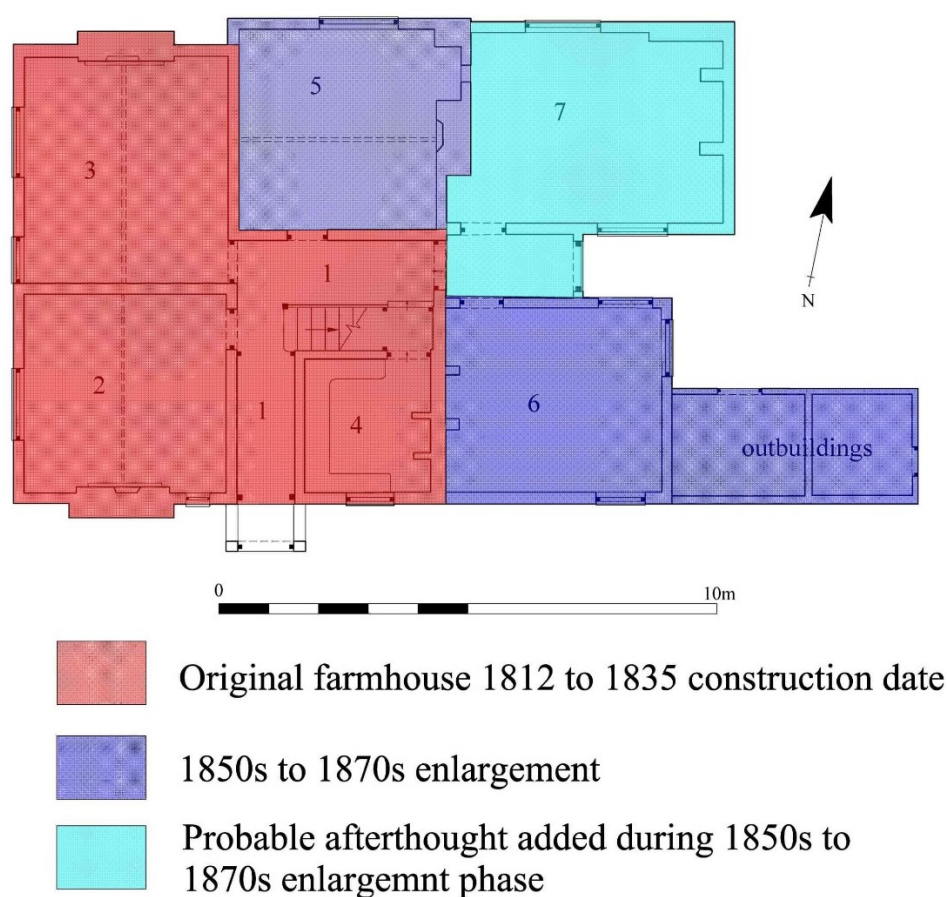 5
7
3
1
N
2
1
4
6
outbuildings
0
10m
Original farmhouse 1812 to 1835 construction date
1850s to 1870s enlargement
Probable afterthought added during 1850s to
1870s enlargemnt phase